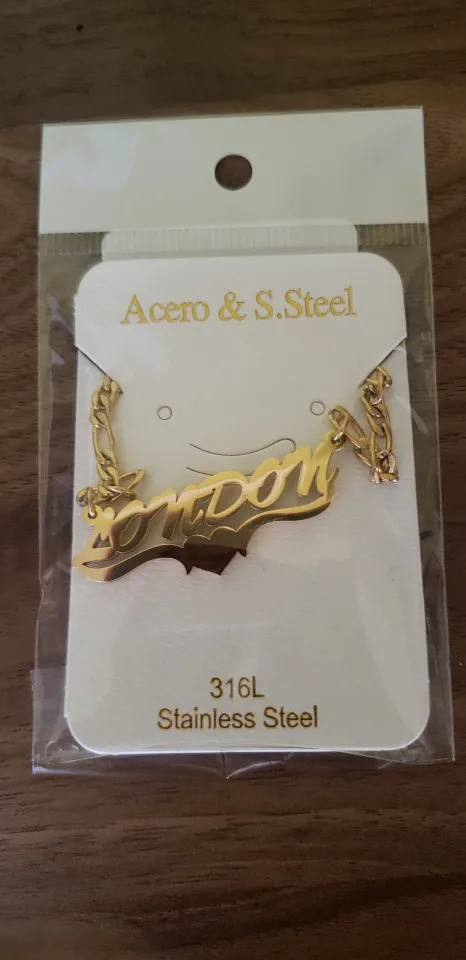 Acero & S.Steel
LONDON
316L
Stainless Steel